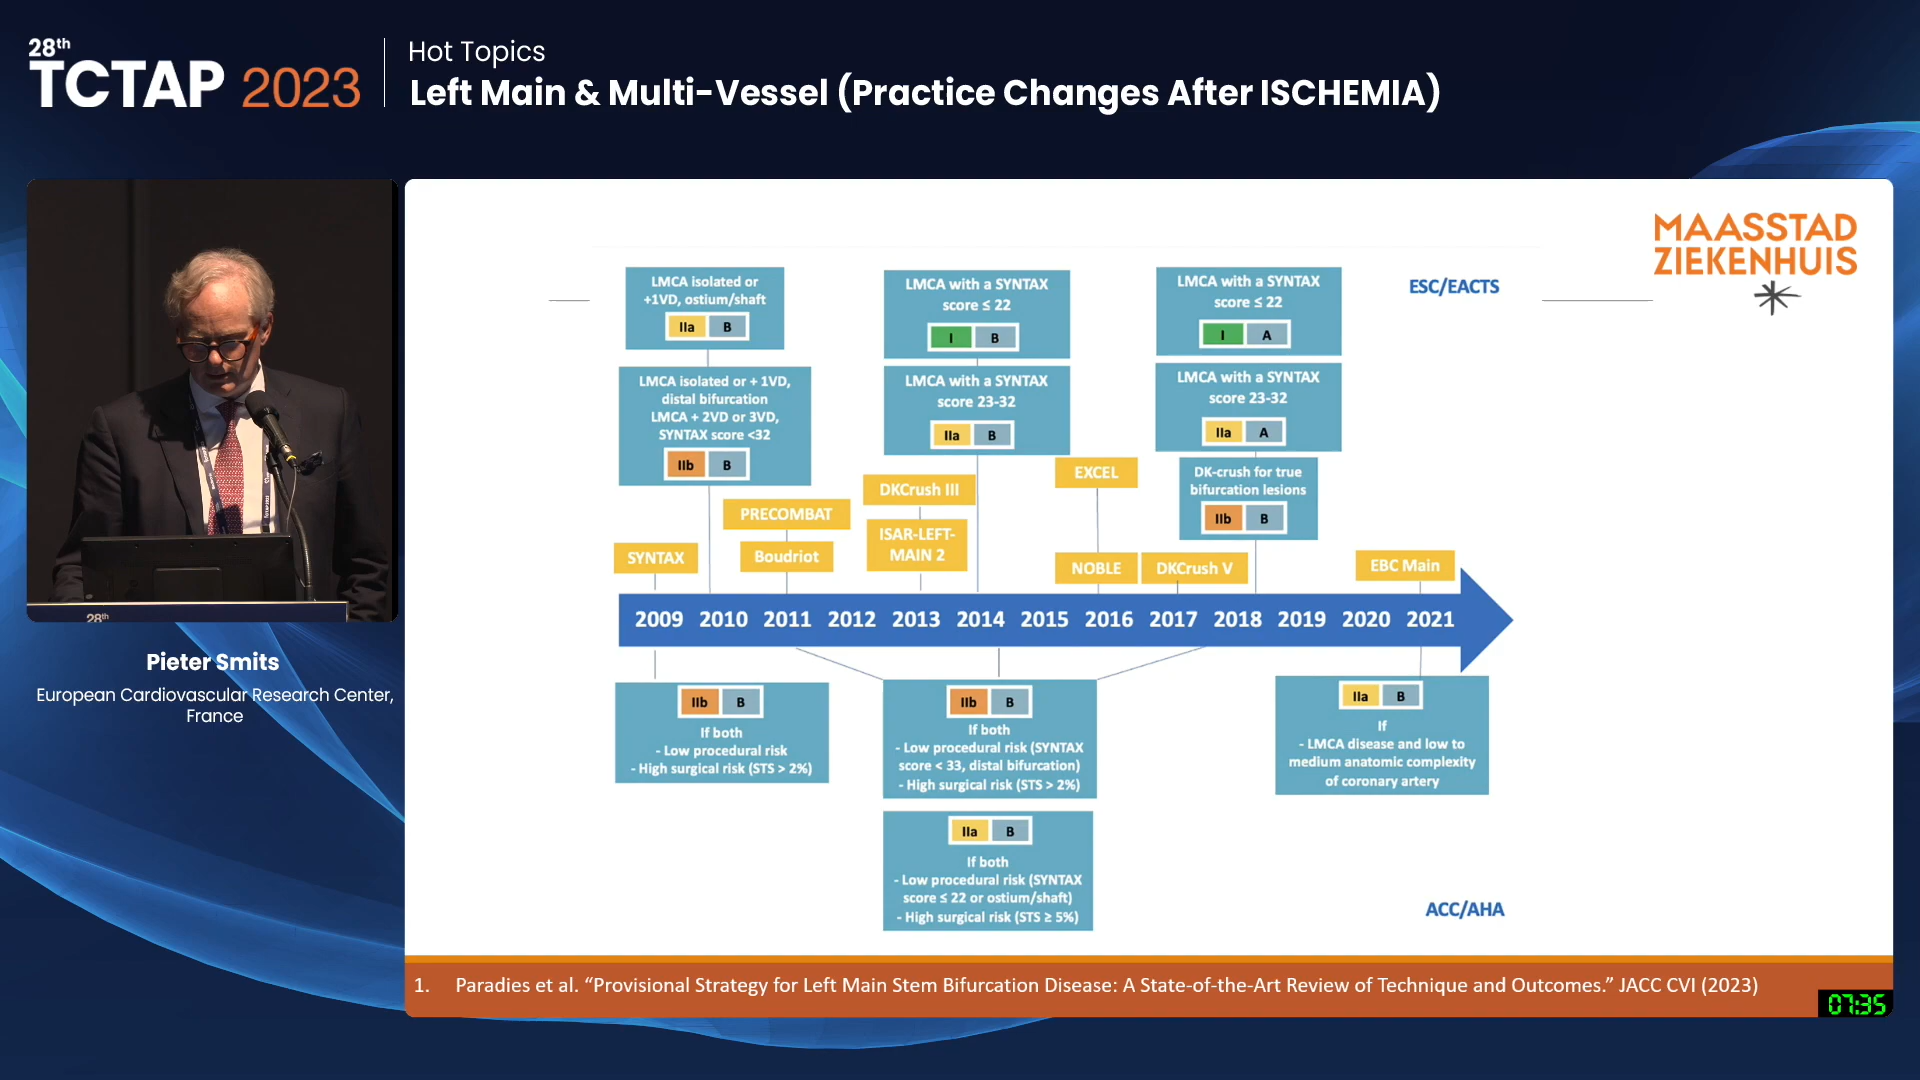 28th
TCTAP 2023
Hot Topics
Left Main & Multi-Vessel (Practice Changes After ISCHEMIA)
28th
Pieter Smits
European Cardiovascular Research Center,
France
MAASSTAD
ZIEKENHUIS
ESC/EACTS
LMCA isolated or
+1VD, ostium/shaft
IIa B
LMCA isolated or + 1VD,
distal bifurcation
LMCA + 2VD or 3VD,
SYNTAX score <32
IIb B
LMCA with a SYNTAX
score ≤ 22
I B
LMCA with a SYNTAX
score 23-32
IIa B
LMCA with a SYNTAX
score ≤ 22
I A
LMCA with a SYNTAX
score 23-32
IIa A
DK-crush for true
bifurcation lesions
IIb B
SYNTAX
PRECOMBAT
Boudriot
DKCrush III
ISAR-LEFT-
MAIN 2
EXCEL
NOBLE
DKCrush V
EBC Main
2009 2010 2011 2012 2013 2014 2015 2016 2017 2018 2019 2020 2021
IIb B
If both
- Low procedural risk
- High surgical risk (STS > 2%)
IIb B
If both
- Low procedural risk (SYNTAX
score < 33, distal bifurcation)
- High surgical risk (STS > 2%)
IIa B
If both
- Low procedural risk (SYNTAX
score ≤ 22 or ostium/shaft)
- High surgical risk (STS ≥ 5%)
IIa B
If
- LMCA disease and low to
medium anatomic complexity
of coronary artery
ACC/AHA
1. Paradies et al. “Provisional Strategy for Left Main Stem Bifurcation Disease: A State-of-the-Art Review of Technique and Outcomes.” JACC CVI (2023)
07:35